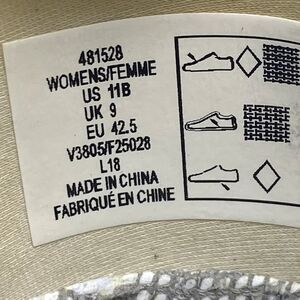 481528
WOMENS/FEMME
US 11B
UK 9
EU 42.5
V3805/F25028
L18
MADE IN CHINA
FABRIQUÉ EN CHINE